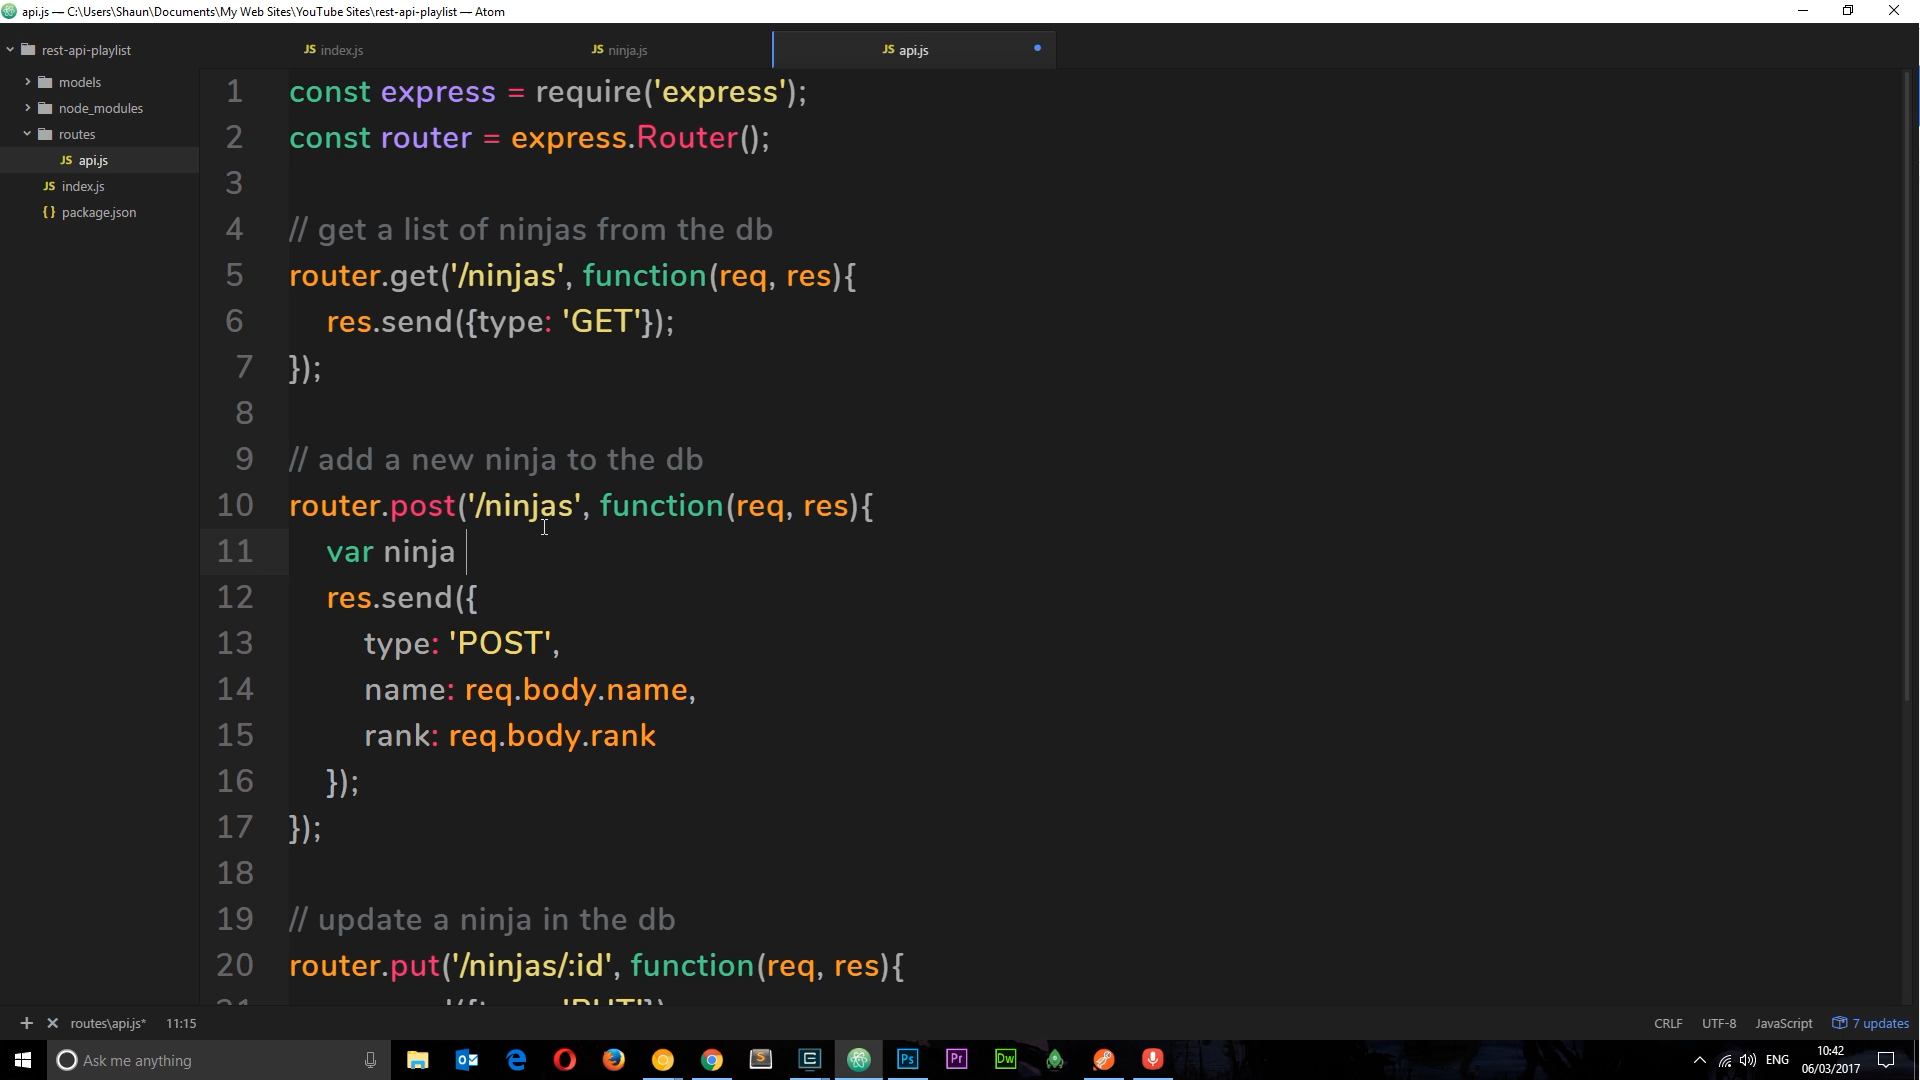 api.js — C:\Users\Shaun\Documents\My Web Sites\YouTube Sites\rest-api-playlist — Atom
rest-api-playlist
models
node_modules
routes
JS api.js
JS index.js
{} package.json
JS index.js
JS ninja.js
JS api.js
1 const express = require('express');
2 const router = express.Router();
3
4 // get a list of ninjas from the db
5 router.get('/ninjas', function(req, res){
6 res.send({type: 'GET'});
7 });
8
9 // add a new ninja to the db
10 router.post('/ninjas', function(req, res){
11 var ninja
12 res.send({
13 type: 'POST',
14 name: req.body.name,
15 rank: req.body.rank
16 });
17 });
18
19 // update a ninja in the db
20 router.put('/ninjas/:id', function(req, res){
routes\api.js* 11:15
CRLF UTF-8 JavaScript 7 updates
Ask me anything
S
Ps
Pr
Dw
ENG
10:42
06/03/2017